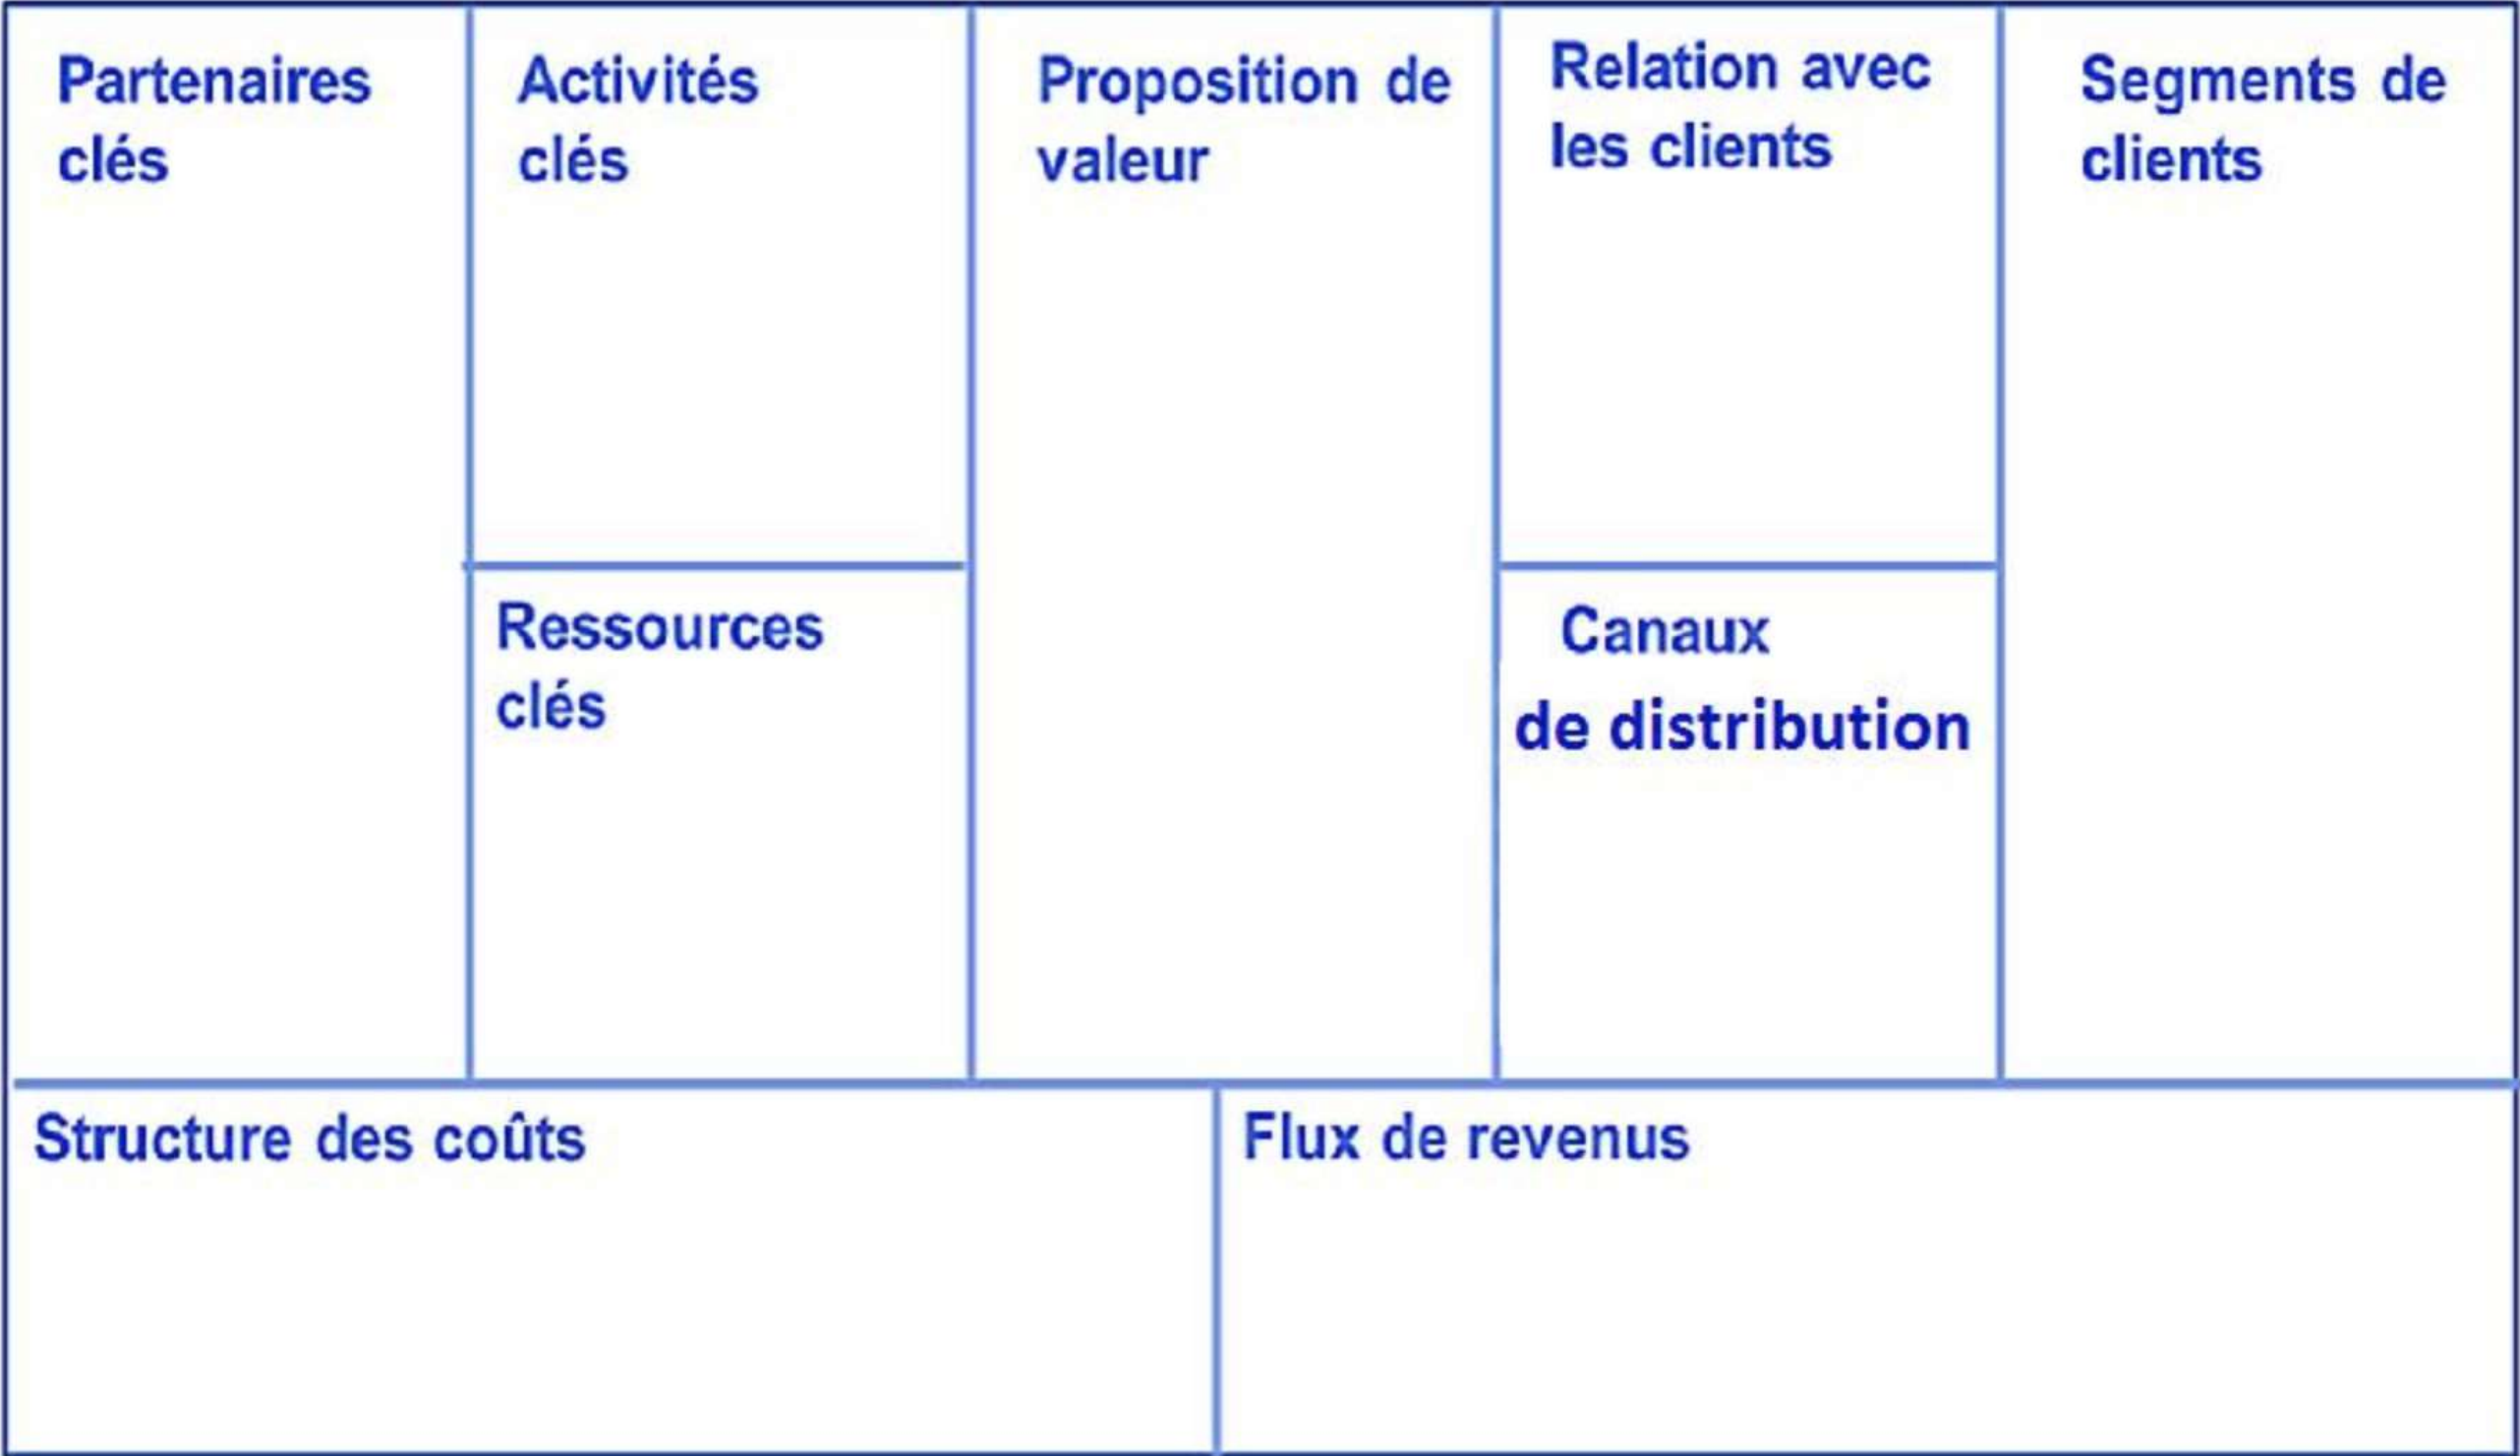 Partenaires
clés
Activités
clés
Proposition de
valeur
Relation avec
les clients
Segments de
clients
Ressources
clés
Canaux
de distribution
Structure des coûts
Flux de revenus